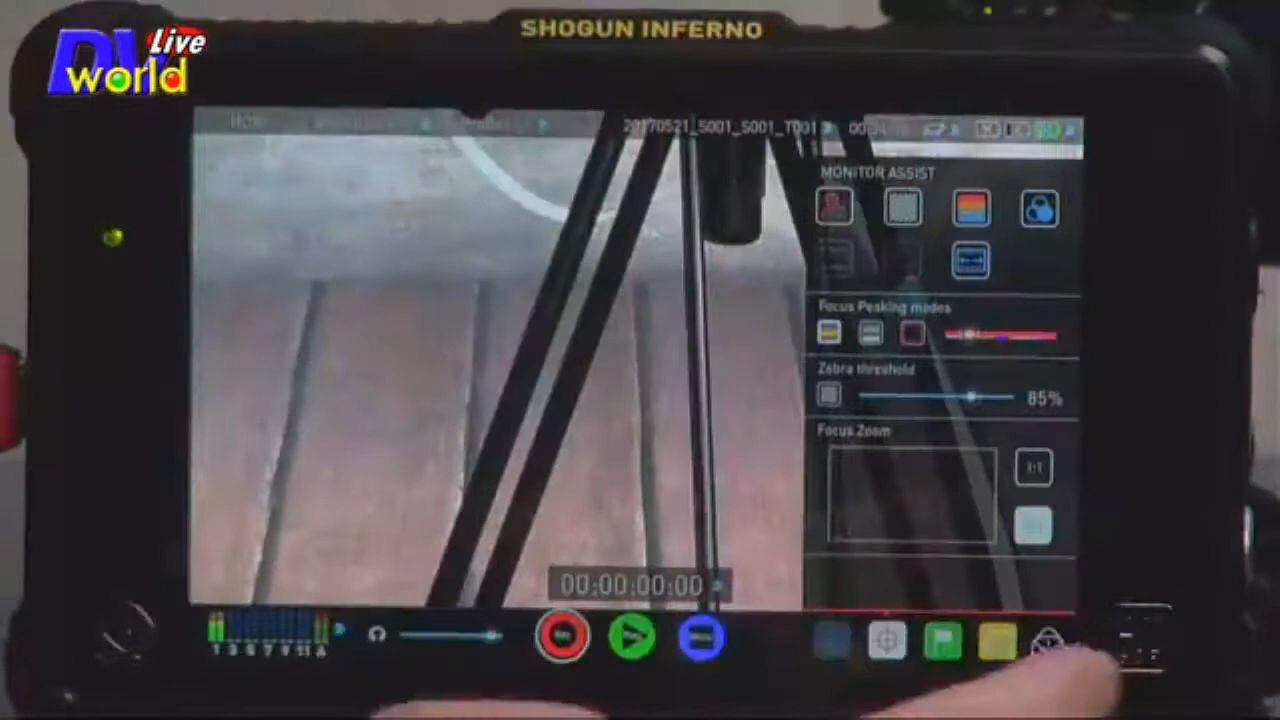 SHOGUN INFERNO
DV Live
world
20170521_S001_S001_T001
MONITOR ASSIST
Focus Peaking modes
Zebra threshold
85%
Focus Zoom
1:1
00:00:00:00
1 3 5 7 9 11 A